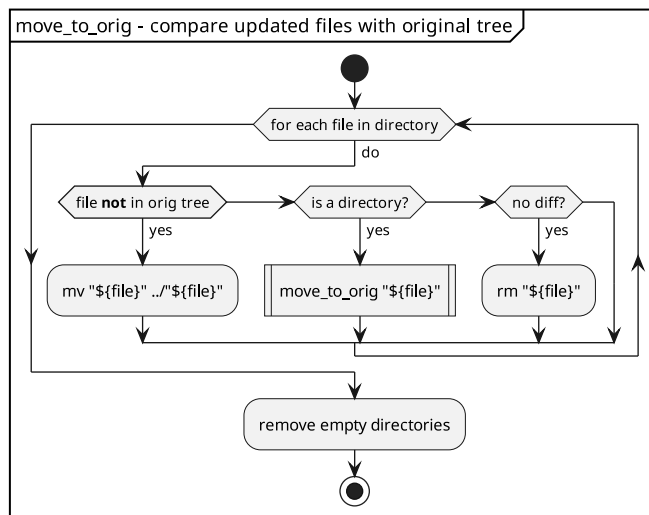 move_to_orig - compare updated files with original tree
for each file in directory
do
file not in orig tree
is a directory?
no diff?
yes
yes
yes
mv "${file}" ../"${file}"
move_to_orig "${file}"
rm "${file}"
remove empty directories